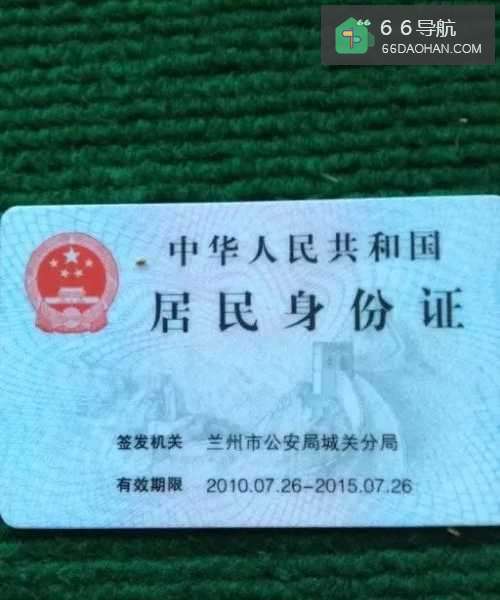 66导航
66DAOHAN.COM
中华人民共和国
居民身份证
签发机关 兰州市公安局城关分局
有效期限 2010.07.26-2015.07.26